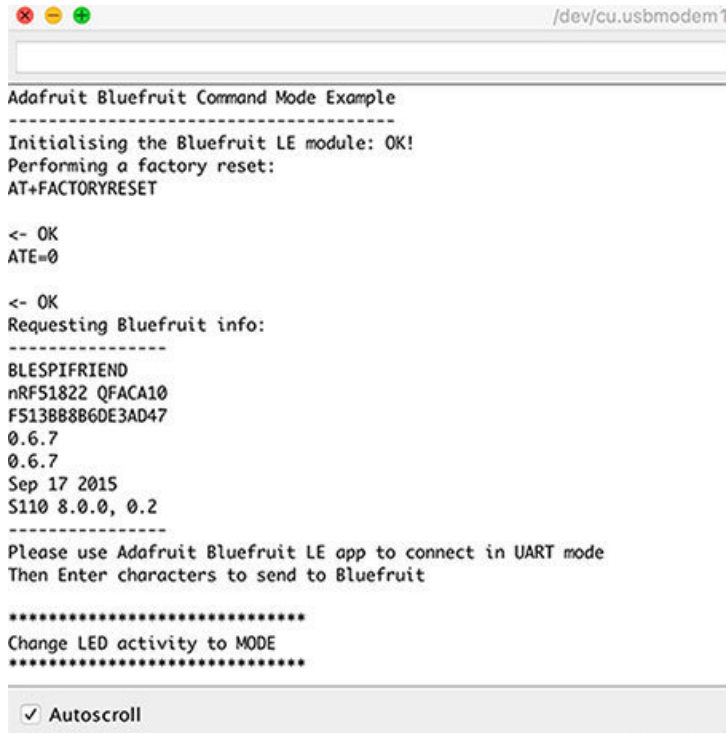 /dev/cu.usbmodem1
Adafruit Bluefruit Command Mode Example
---------------------------------------
Initialising the Bluefruit LE module: OK!
Performing a factory reset:
AT+FACTORYRESET
<- OK
ATE=0
<- OK
Requesting Bluefruit info:
----------------
BLESPIFRIEND
nRF51822 QFACA10
F513BB8B6DE3AD47
0.6.7
0.6.7
Sep 17 2015
S110 8.0.0, 0.2
----------------
Please use Adafruit Bluefruit LE app to connect in UART mode
Then Enter characters to send to Bluefruit
******************************
Change LED activity to MODE
******************************
Autoscroll